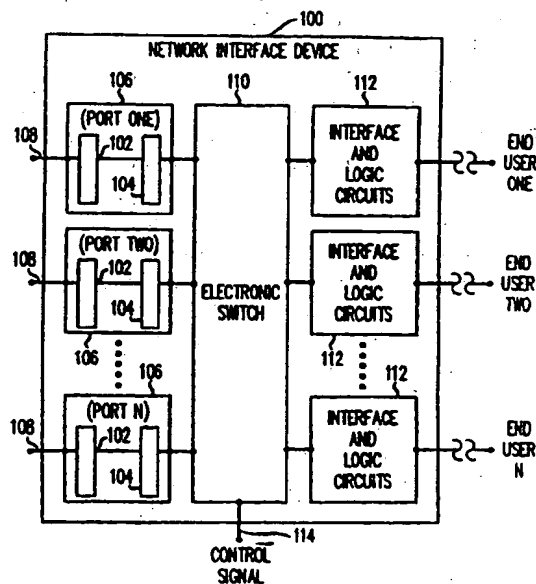 100
NETWORK INTERFACE DEVICE
106
110
112
(PORT ONE)
108
102
104
INTERFACE
AND
LOGIC
CIRCUITS
END
USER
ONE
(PORT TWO)
108
102
104
106
ELECTRONIC
SWITCH
INTERFACE
AND
LOGIC
CIRCUITS
112
END
USER
TWO
106
112
(PORT N)
108
102
104
INTERFACE
AND
LOGIC
CIRCUITS
END
USER
N
114
CONTROL
SIGNAL